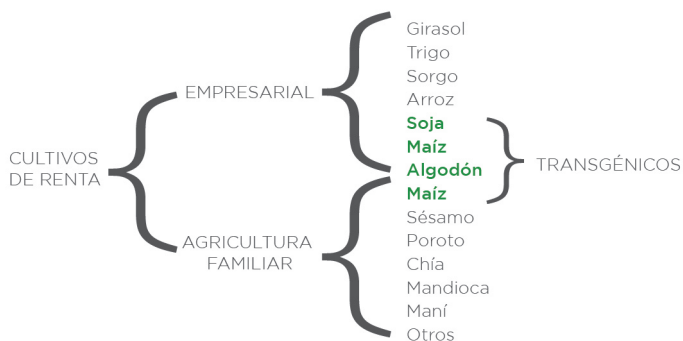 CULTIVOS
DE RENTA
EMPRESARIAL
Girasol
Trigo
Sorgo
Arroz
Soja
Maíz
Algodón
Maíz
Sésamo
Poroto
Chía
Mandioca
Maní
Otros
AGRICULTURA
FAMILIAR
TRANSGÉNICOS